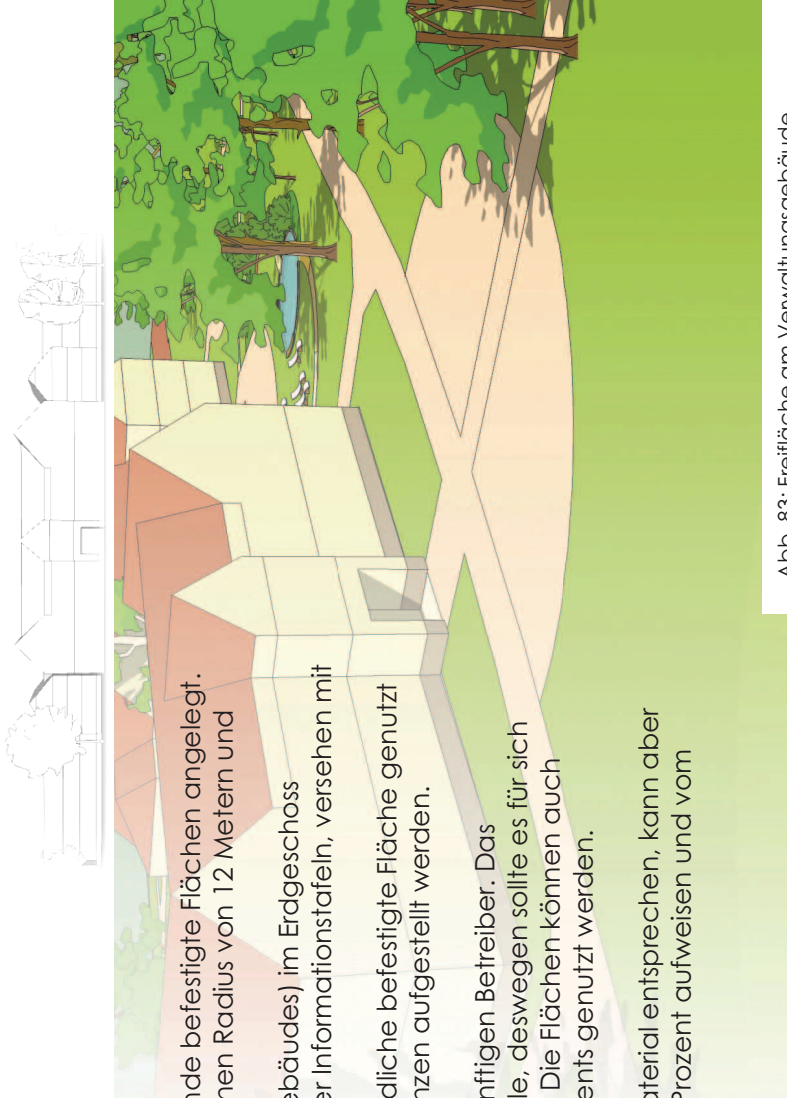 nde befestigte Flächen angelegt.
nen Radius von 12 Metern und
ebäudes) im Erdgeschoss
er Informationstafeln, versehen mit
dliche befestigte Fläche genutzt
nzen aufgestellt werden.
nftigen Betreiber. Das
le, deswegen sollte es für sich
Die Flächen können auch
ents genutzt werden.
aterial entsprechen, kann aber
Prozent aufweisen und vom
Abb. 83: Freifläche am Verwaltungsgebäude